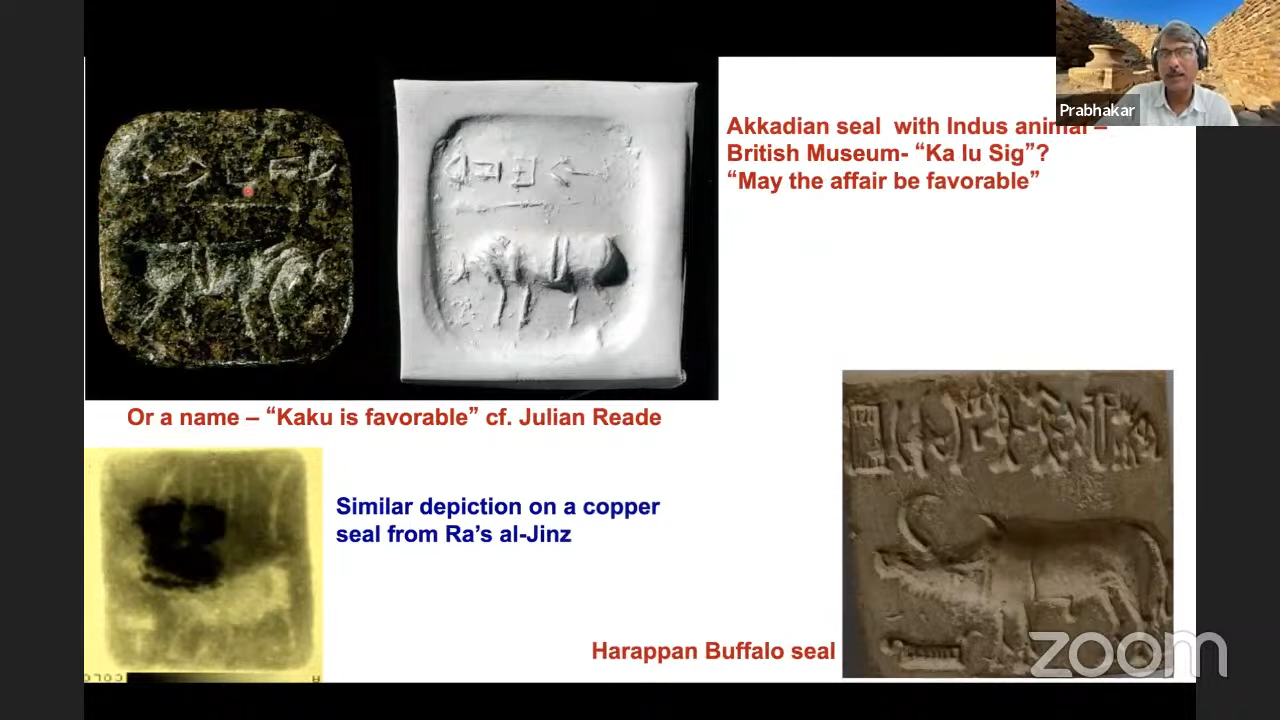 Prabhakar
Akkadian seal with Indus animal –
British Museum- “Ka lu Sig”?
“May the affair be favorable”
Or a name – “Kaku is favorable” cf. Julian Reade
Similar depiction on a copper
seal from Ra’s al-Jinz
Harappan Buffalo seal
zoom